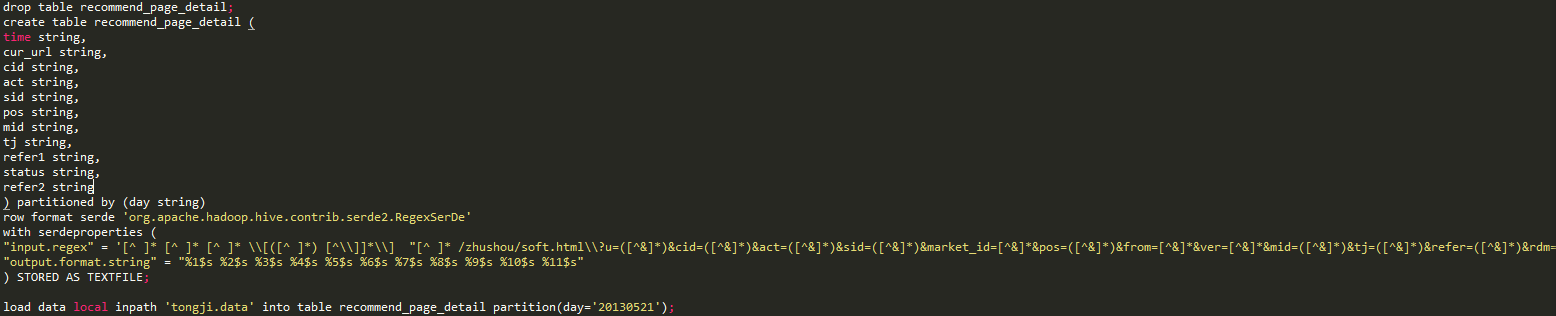 drop table recommend_page_detail;
create table recommend_page_detail (
time string,
cur_url string,
cid string,
act string,
sid string,
pos string,
mid string,
tj string,
refer1 string,
status string,
refer2 string
) partitioned by (day string)
row format serde 'org.apache.hadoop.hive.contrib.serde2.RegexSerDe'
with serdeproperties (
"input.regex" = '[^ ]* [^ ]* [^ ]* \\[([^ ]*) [^\\]]*\\]  "[^ ]* /zhushou/soft.html\\?u=([^&]*)&cid=([^&]*)&act=([^&]*)&sid=([^&]*)&market_id=[^&]*&pos=([^&]*)&from=[^&]*&ver=[^&]*&mid=([^&]*)&tj=([^&]*)&refer=([^&]*)&rdm=
"output.format.string" = "%1$s %2$s %3$s %4$s %5$s %6$s %7$s %8$s %9$s %10$s %11$s"
) STORED AS TEXTFILE;
load data local inpath 'tongji.data' into table recommend_page_detail partition(day='20130521');